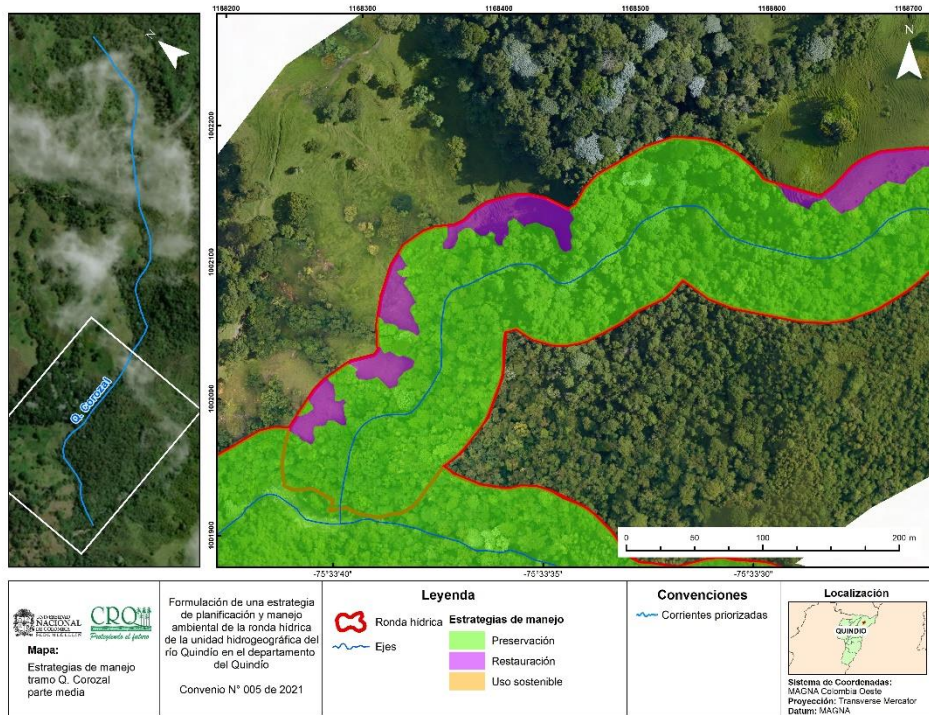 1168200
1168300
1168400
1168500
1168600
1168700
N
N
Q. Corozal
1002200
1002100
1002000
1001900
0
50
100
200 m
-75°33'40"
-75°33'35"
-75°33'30"
UNIVERSIDAD
NACIONAL
DE COLOMBIA
SEDE MEDELLÍN
CRQ
Protegiendo el futuro
Mapa:
Estrategias de manejo
tramo Q. Corozal
parte media
Formulación de una estrategia
de planificación y manejo
ambiental de la ronda hídrica
de la unidad hidrogeográfica del
río Quindío en el departamento
del Quindío
Convenio N° 005 de 2021
Leyenda
Ronda hídrica
Ejes
Estrategias de manejo
Preservación
Restauración
Uso sostenible
Convenciones
Corrientes priorizadas
Localización
QUINDIO
Sistema de Coordenadas:
MAGNA Colombia Oeste
Proyección: Transverse Mercator
Datum: MAGNA